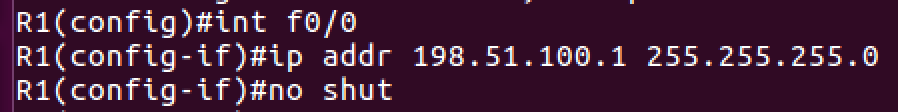 R1(config)#int f0/0
R1(config-if)#ip addr 198.51.100.1 255.255.255.0
R1(config-if)#no shut